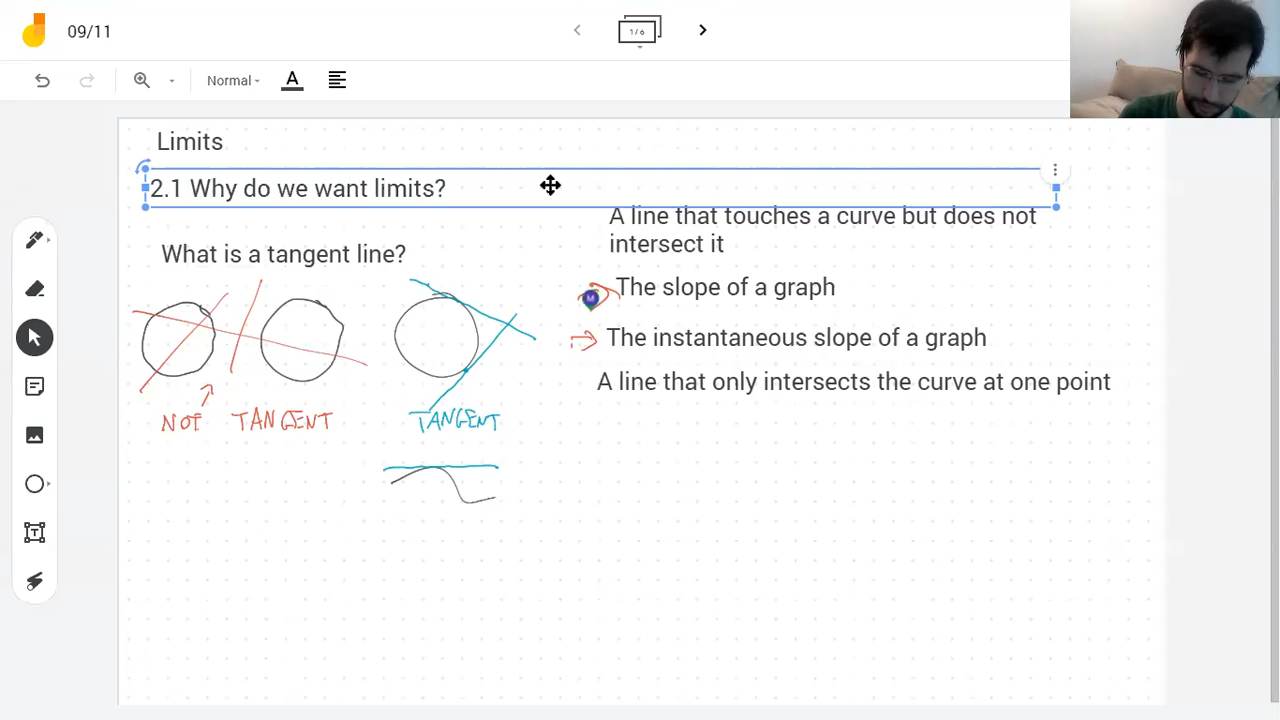 09/11
1/6
Normal
A
Limits
2.1 Why do we want limits?
A line that touches a curve but does not
intersect it
What is a tangent line?
The slope of a graph
M
The instantaneous slope of a graph
A line that only intersects the curve at one point
NOT TANGENT
TANGENT